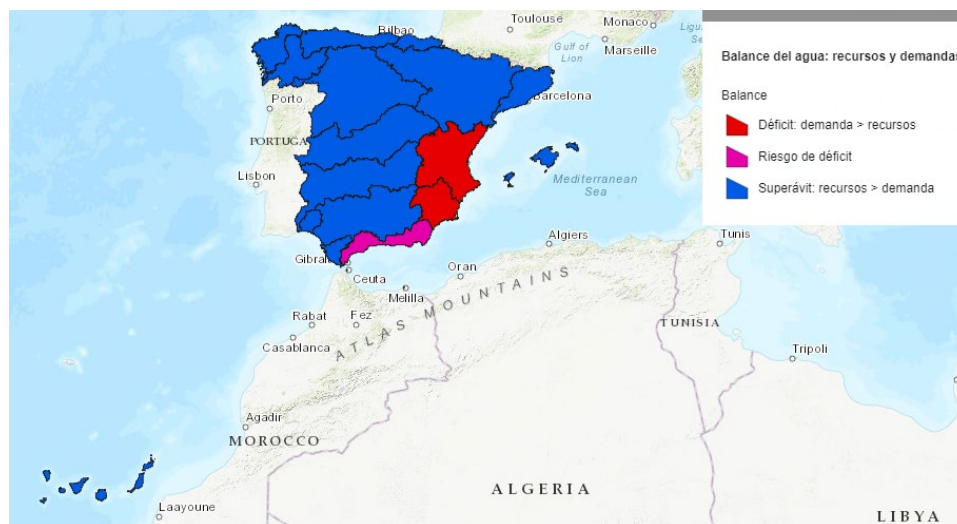 Toulouse
Monaco
Bilbao
Gulf of
Lion
Marseille
Porto
Barcelona
PORTUGA
Lisbon
Mediterranean
Sea
Algiers
Tunis
Gibral
Ceuta
Oran
Melilla
ATLAS MOUNTAINS
Rabat
Fez
TUNISIA
Casablanca
Tripoli
Agadir
MOROCCO
ALGERIA
Laayoune
LIBYA
Balance del agua: recursos y demandas
Balance
Déficit: demanda > recursos
Riesgo de déficit
Superávit: recursos > demanda